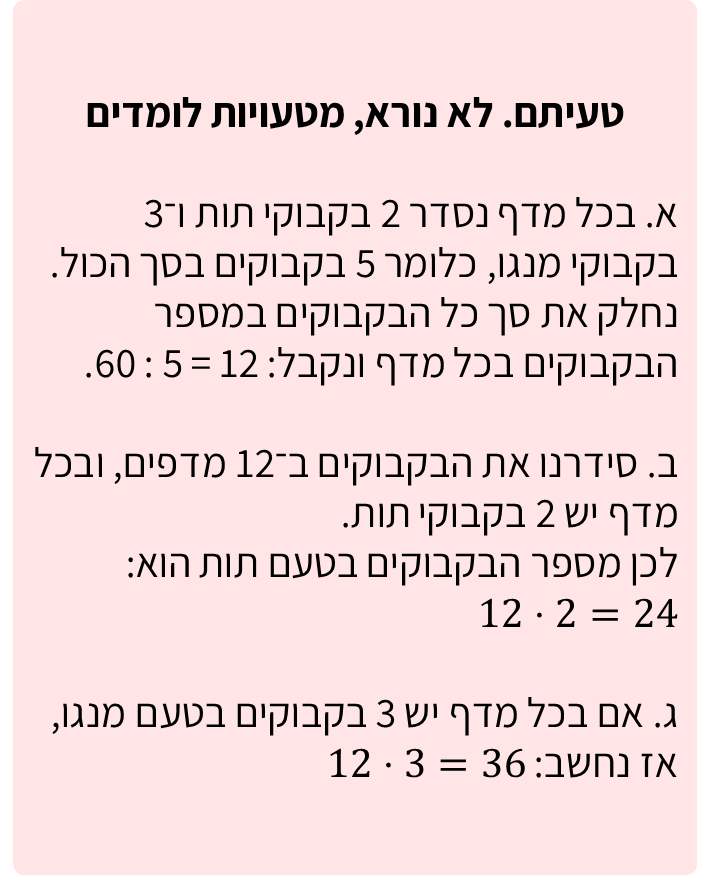 טעיתם. לא נורא, מטעויות לומדים
א. בכל מדף נסדר 2 בקבוקי תות ו־3
בקבוקי מנגו, כלומר 5 בקבוקים בסך הכול.
נחלק את סך כל הבקבוקים במספר
הבקבוקים בכל מדף ונקבל: 12 = 5 : 60.
ב. סידרנו את הבקבוקים ב־12 מדפים, ובכל
מדף יש 2 בקבוקי תות.
לכן מספר הבקבוקים בטעם תות הוא:
12 · 2 = 24
ג. אם בכל מדף יש 3 בקבוקים בטעם מנגו,
אז נחשב: 12 · 3 = 36